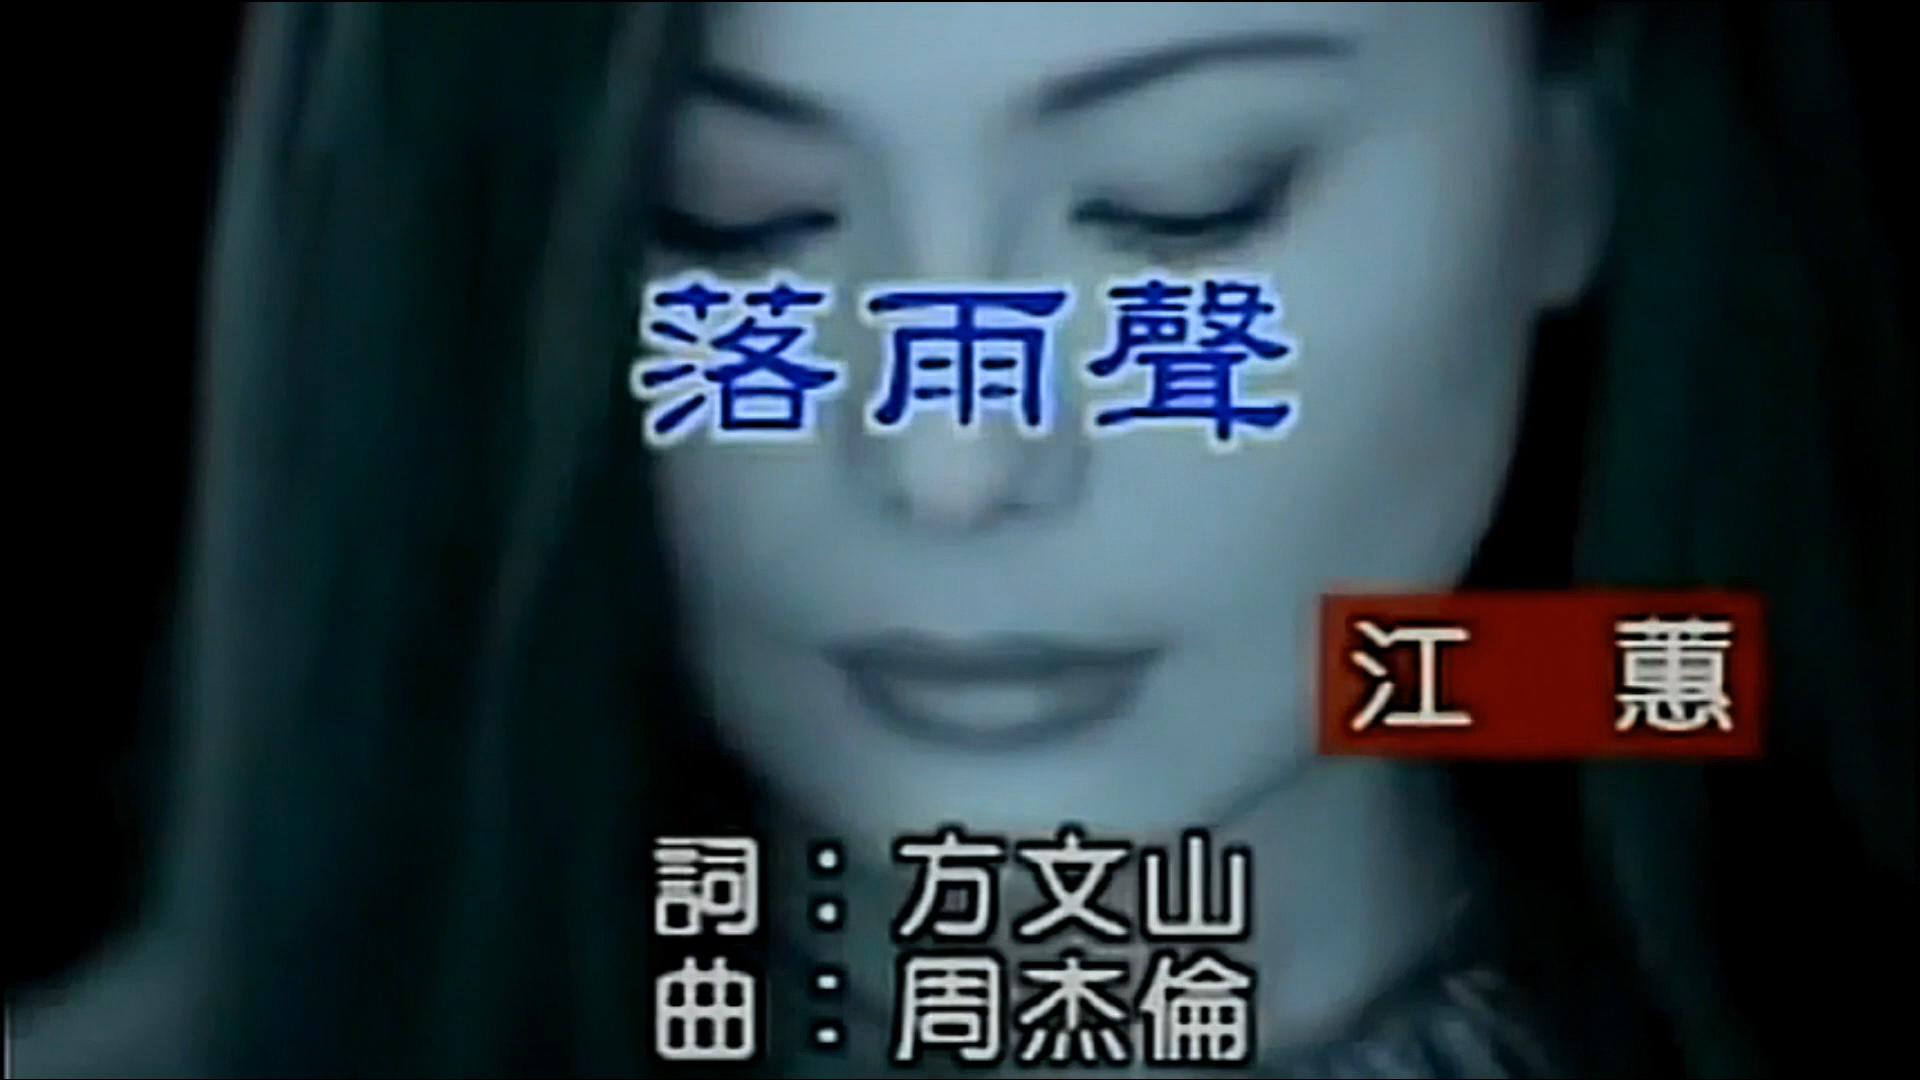 落雨聲
江 蕙
詞：方文山
曲：周杰倫